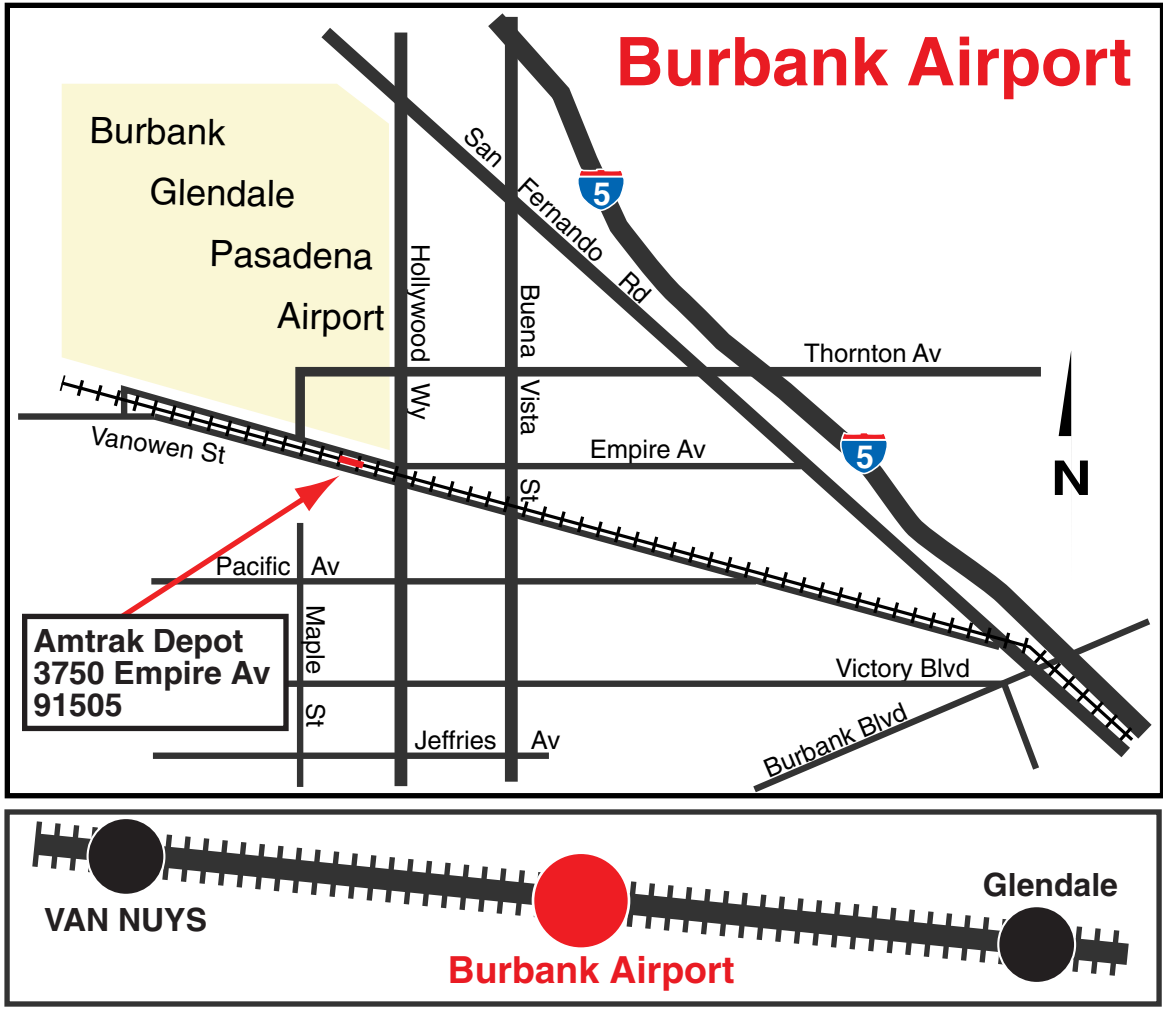 Burbank Airport
Burbank
Glendale
Pasadena
Airport
San Fernando Rd
5
Hollywood Wy
Buena Vista St
Thornton Av
Vanowen St
Empire Av
5
N
Pacific Av
Amtrak Depot
3750 Empire Av
91505
Maple St
Victory Blvd
Jeffries Av
Burbank Blvd
VAN NUYS
Burbank Airport
Glendale